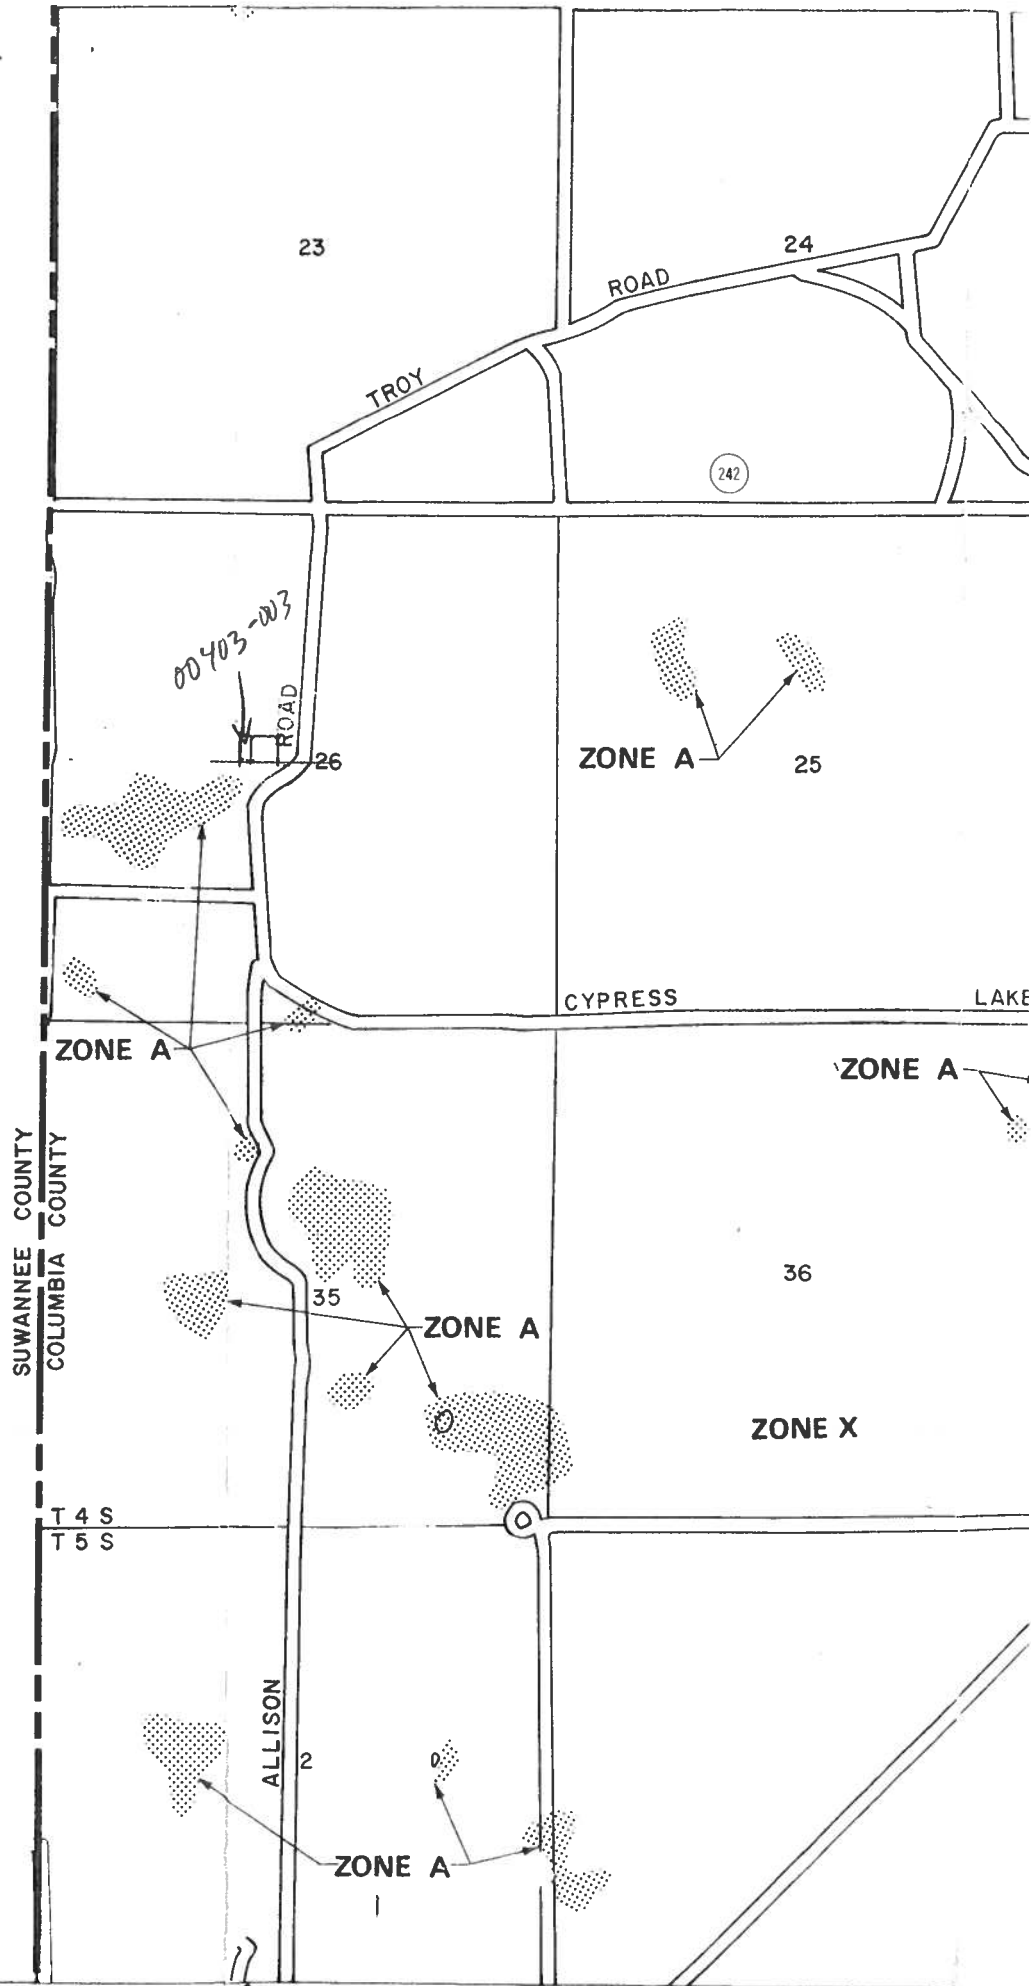 23
24
ROAD
TROY
242
00403-003
ROAD
26
ZONE A
25
CYPRESS LAKE
ZONE A
ZONE A
SUWANNEE COUNTY
COLUMBIA COUNTY
36
35
ZONE A
ZONE X
T 4 S
T 5 S
ALLISON
2
ZONE A